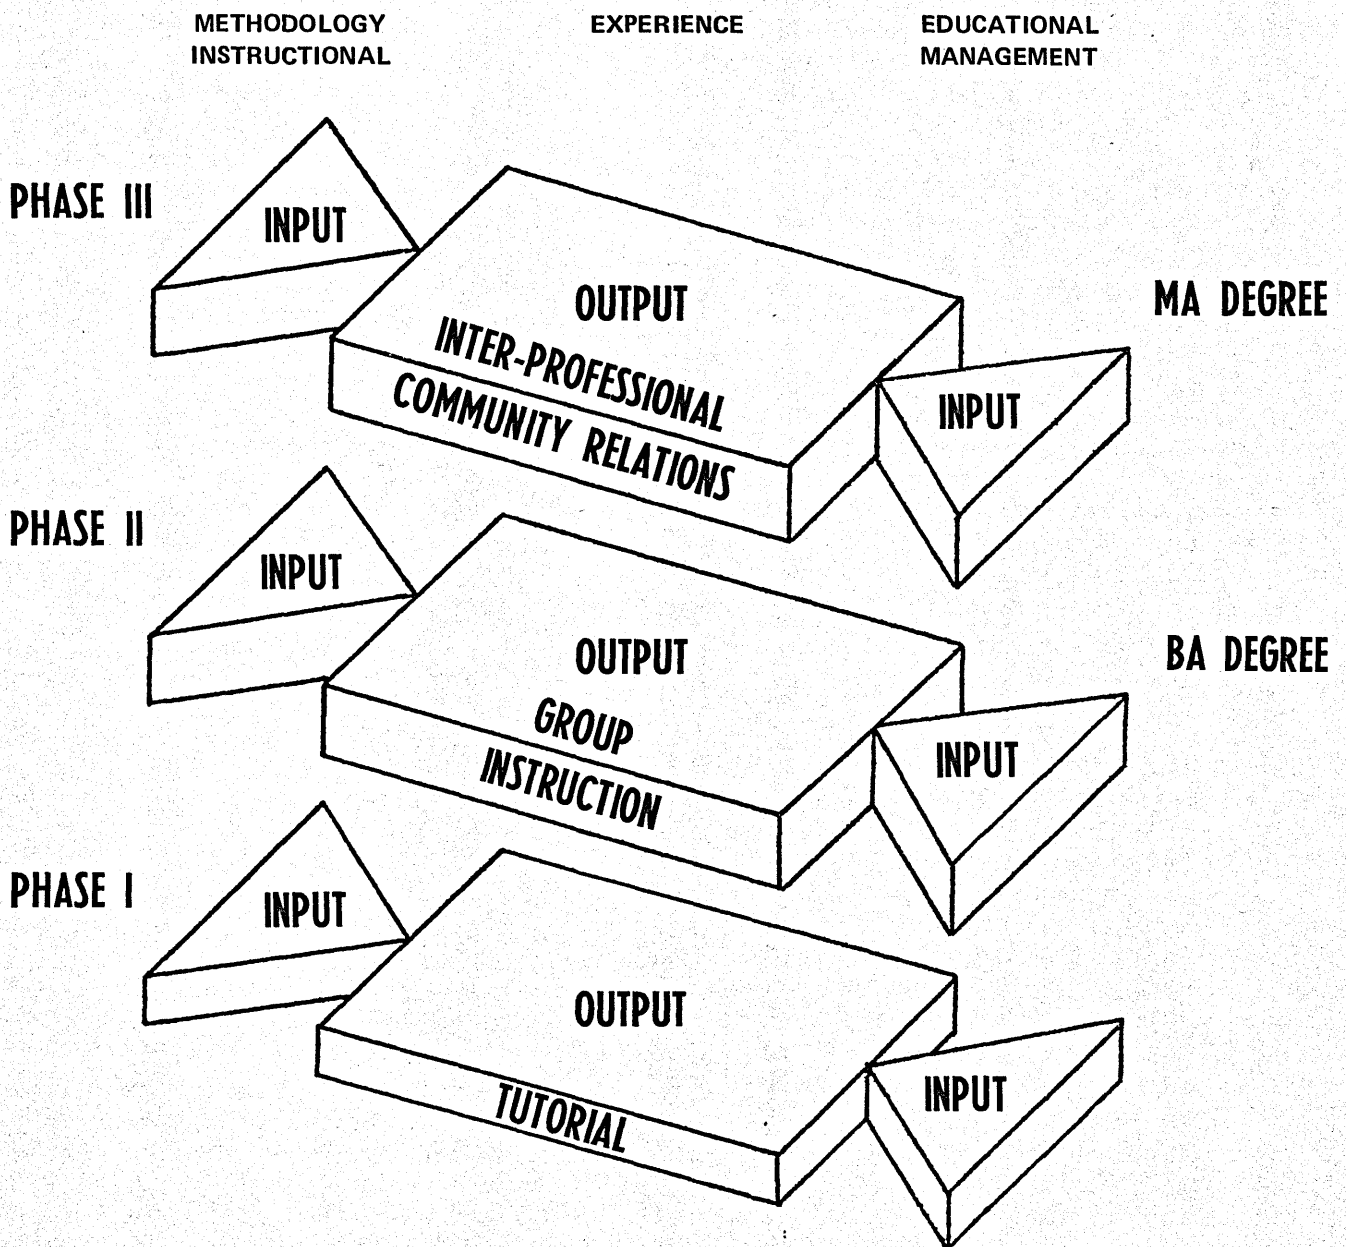 METHODOLOGY
INSTRUCTIONAL
EXPERIENCE
EDUCATIONAL
MANAGEMENT
PHASE III
INPUT
OUTPUT
INTER-PROFESSIONAL
COMMUNITY RELATIONS
INPUT
MA DEGREE
PHASE II
INPUT
OUTPUT
GROUP
INSTRUCTION
INPUT
BA DEGREE
PHASE I
INPUT
OUTPUT
TUTORIAL
INPUT